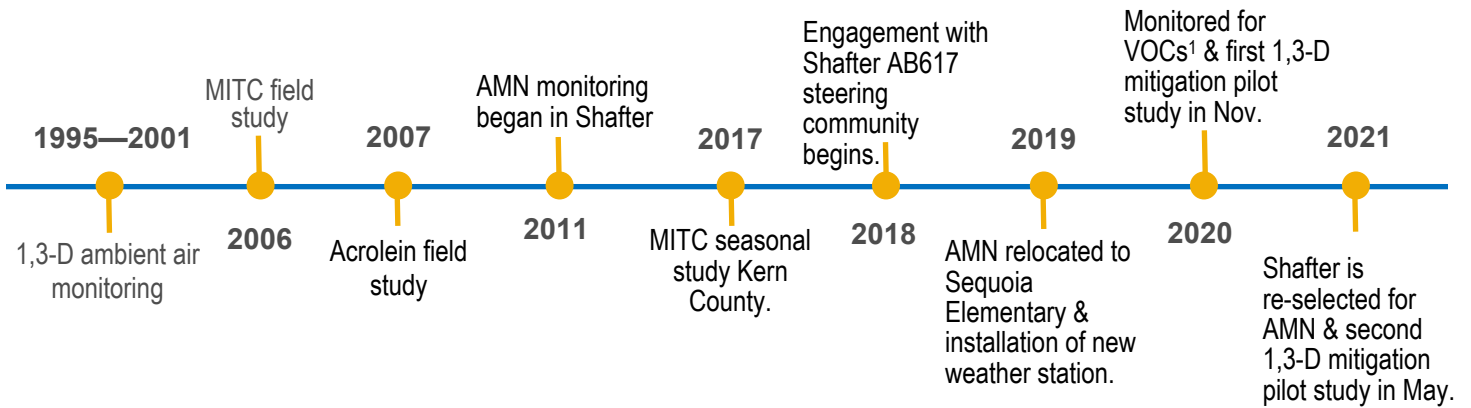 1995—2001
1,3-D ambient air
monitoring
MITC field
study
2006
2007
Acrolein field
study
AMN monitoring
began in Shafter
2011
2017
MITC seasonal
study Kern
County.
Engagement with
Shafter AB617
steering
community
begins.
2018
2019
AMN relocated to
Sequoia
Elementary &
installation of new
weather station.
Monitored for
VOCs¹ & first 1,3-D
mitigation pilot
study in Nov.
2020
2021
Shafter is
re-selected for
AMN & second
1,3-D mitigation
pilot study in May.